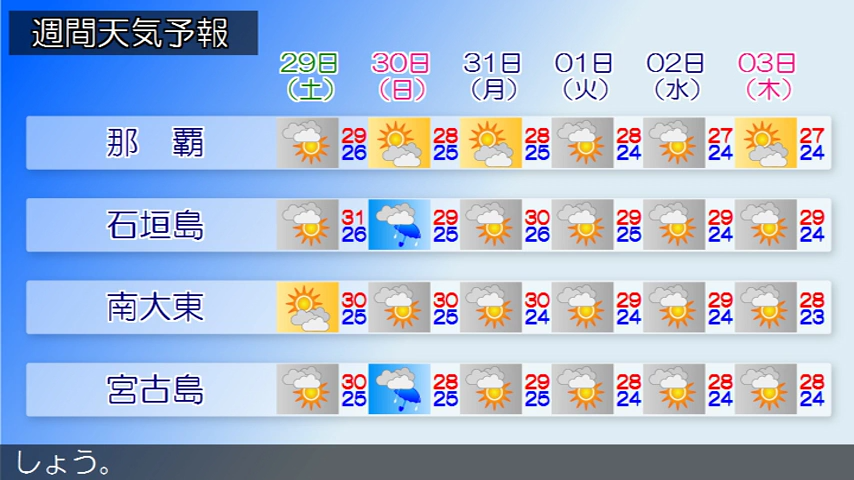 週間天気予報
29日 30日 31日 01日 02日 03日
（土） （日） （月） （火） （水） （木）
那　覇 29 28 28 28 27 27
26 25 25 24 24 24
石垣島 31 29 30 29 29 29
26 25 26 25 24 24
南大東 30 30 30 29 29 28
25 25 24 24 24 23
宮古島 30 28 29 28 28 28
25 25 25 24 24 24
しょう。